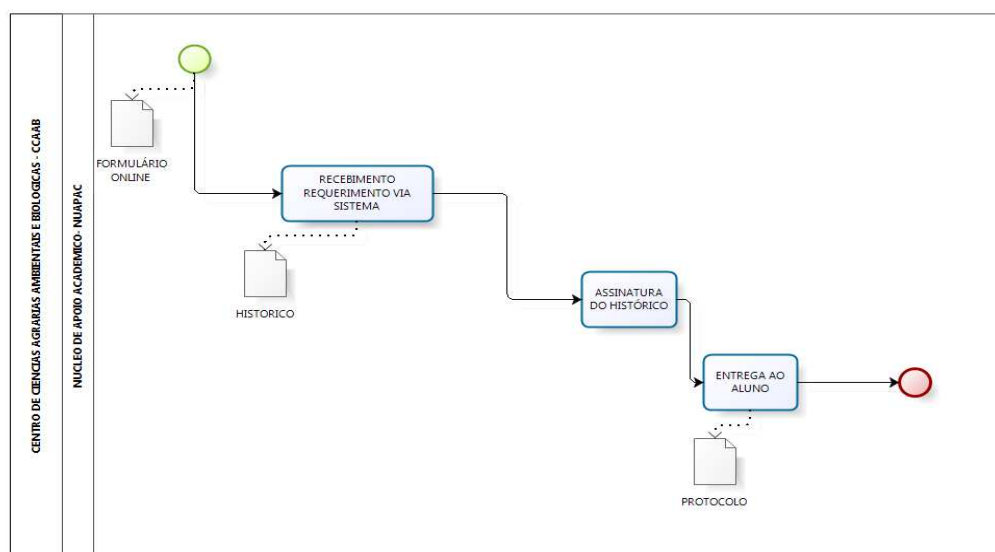 CENTRO DE CIENCIAS AGRARIAS AMBIENTAIS E BIOLOGICAS - CCAAB
NUCLEO DE APOIO ACADEMICO- NUAPAC
FORMULÁRIO
ONLINE
RECEBIMENTO
REQUERIMENTO VIA
SISTEMA
HISTORICO
ASSINATURA
DO HISTÓRICO
ENTREGA AO
ALUNO
PROTOCOLO